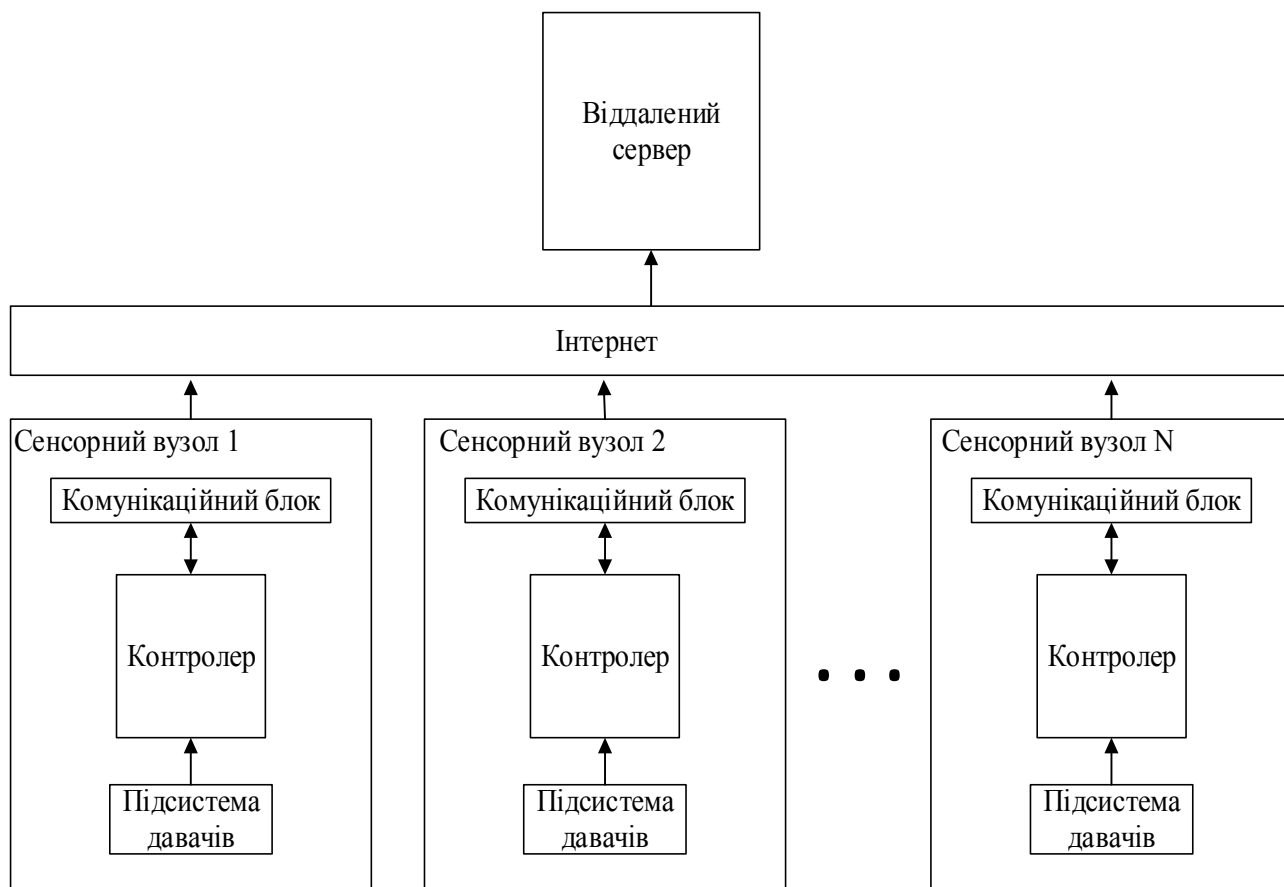 Віддалений
сервер
Інтернет
Сенсорний вузол 1
Комунікаційний блок
Контролер
Підсистема
давачів
Сенсорний вузол 2
Комунікаційний блок
Контролер
Підсистема
давачів
. . .
Сенсорний вузол N
Комунікаційний блок
Контролер
Підсистема
давачів